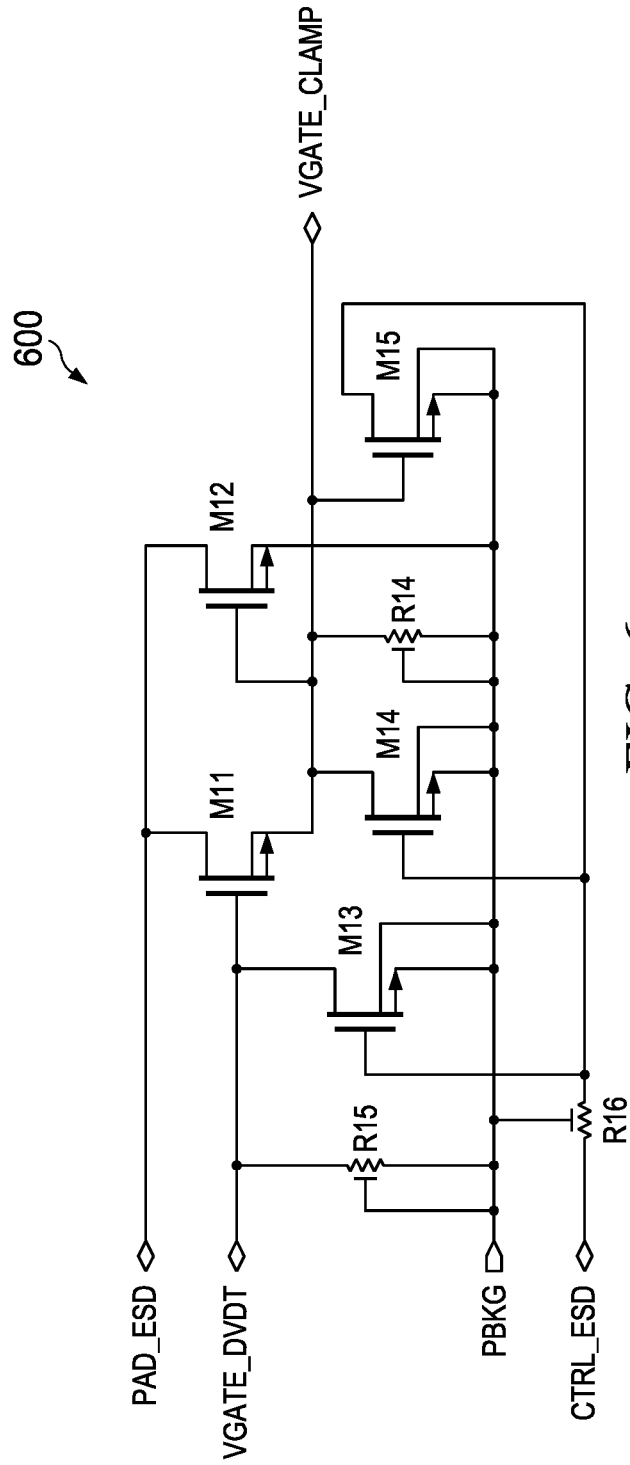 600
PAD_ESD
VGATE_DVDT
PBKG
CTRL_ESD
VGATE_CLAMP
M11
M12
M13
M14
M15
R14
R15
R16